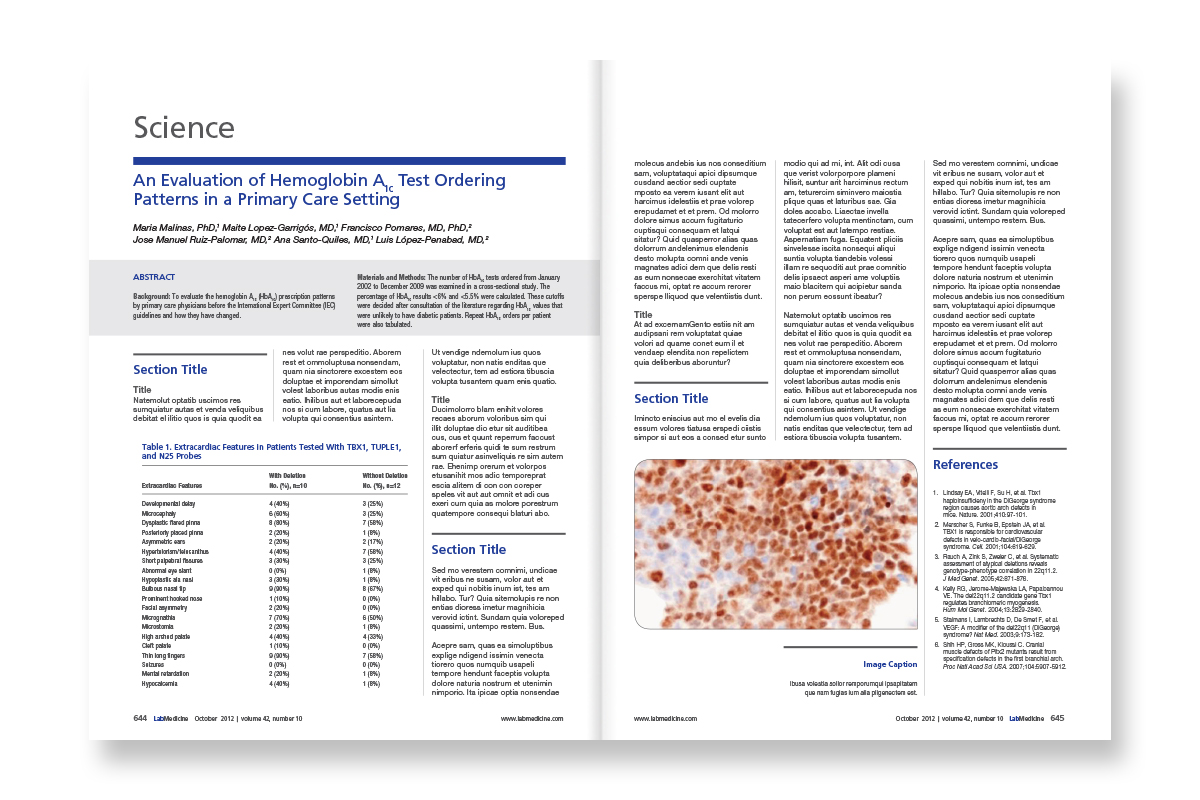 Science
An Evaluation of Hemoglobin A1c Test Ordering
Patterns in a Primary Care Setting
Maria Malinas, PhD,¹ Maite Lopez-Garrigós, MD,¹ Francisco Pomares, MD, PhD,²
Jose Manuel Ruiz-Palomar, MD,² Ana Santo-Quiles, MD,¹ Luis López-Penabad, MD,²
ABSTRACT
Background: To evaluate the hemoglobin A1c (HbA1c) prescription patterns
by primary care physicians before the International Expert Committee (IEC)
guidelines and how they have changed.
Materials and Methods: The number of HbA1c tests ordered from January
2002 to December 2009 was examined in a cross-sectional study. The
percentage of HbA1c results <6% and <5.5% were calculated. These cutoffs
were decided after consultation of the literature regarding HbA1c values that
were unlikely to have diabetic patients. Repeat HbA1c orders per patient
were also tabulated.
Section Title
Title
Natemolut optatib uscimos res
sumquiatur autas et venda veliquibus
debitat el ilitio quos is quia quodit ea
nes volut rae perspeditio. Aborem
rest et ommoluptusa nonsendam,
quam nia sinctorere excestem eos
doluptae et imporendam simollut
volest laboribus autas modis enis
eatio. Ihilibus aut et laborecepuda
nos si cum labore, quatus aut lia
volupta qui consentius asintem.
Table 1. Extracardiac Features in Patients Tested With TBX1, TUPLE1,
and N25 Probes
With Deletion Without Deletion
Extracardiac Features No. (%), n=10 No. (%), n=12
Developmental delay 4 (40%) 3 (25%)
Microcephaly 6 (60%) 3 (25%)
Dysplastic flared pinna 8 (80%) 7 (58%)
Posteriorly placed pinna 2 (20%) 1 (8%)
Asymmetric ears 2 (20%) 2 (17%)
Hypertelorism/telecanthus 4 (40%) 7 (58%)
Short palpebral fissures 3 (30%) 3 (25%)
Abnormal eye slant 0 (0%) 1 (8%)
Hypoplastic ala nasi 3 (30%) 1 (8%)
Bulbous nasal tip 9 (90%) 8 (67%)
Prominent hooked nose 1 (10%) 0 (0%)
Facial asymmetry 2 (20%) 0 (0%)
Micrognathia 7 (70%) 6 (50%)
Microstomia 2 (20%) 1 (8%)
High arched palate 4 (40%) 4 (33%)
Cleft palate 1 (10%) 0 (0%)
Thin long fingers 9 (90%) 7 (58%)
Seizures 0 (0%) 0 (0%)
Mental retardation 2 (20%) 1 (8%)
Hypocalcemia 4 (40%) 1 (8%)
Ut vendige ndemolum ius quos
voluptatur, non natis enditas que
velectetur, tem ad estiora tibuscia
volupta tusantem quam enis quatio.
Title
Ducimolorro blam enihit volores
recaes aborum voloribus sim qui
illit doluptae dio etur sit auditibea
cus, cus et quunt reperrum faccust
aborerf erferis quidi te sum restrum
sum quiatur asinveliquis re sim autem
rae. Ehenimp orerum et volorpos
etusanihit mos adic temporeprat
escia alitem di con con coreper
speles vit aut aut omnit et adi cus
exeri cum quia as molore porestrum
quatempore consequi blaturi abo.
Section Title
Sed mo verestem comnimi, undicae
vit eribus ne susam, volor aut et
exped qui nobitis inum ist, tes am
hillab. Tur? Quia sitemolupis re non
entias dioress imetur magnihicia
verovid ictint. Sundam quia voloreped
quassimi, untempo restem. Bus.
Acepre sam, quas ea simoluptibus
explique ndigend issimin venecta
tiorero quos numquib usapeli
tempore hendunt faceptis volupta
dolore naturia nostrum et utenimin
nimporio. Ita ipicae optis nonsendae
644 LabMedicine October 2012 | volume 42, number 10
www.labmedicine.com
molecus andebis ius nos conseditium
sam, voluptataqui apici dipsumque
cusdand aectior sedi cuptate
mposto ea verem iusant elit aut
harcimus idelestiis et prae volorep
erepudamet et et prem. Od molorro
dolore simus accum fugitaturio
cuptisqui consequam et latqui
sitatur? Quid quasperror alias quas
dolorrum andelenimus elendenis
desto molupta comni ande venis
magnates adici dem que delis resti
as eum nonsecae exerchitat vitatem
faccus mi, optat re accum rerorer
sperspe lliquod que velentiistis dunt.
Title
At ad excernamGento estiis nit am
audipsani rem voluptatat quiae
volori ad quame conet eum il et
vendaep elendita non repelictem
quia deliberibus aboruntur?
Section Title
Imincto eniscius aut mo el evelis dia
essum volores tiatusa erspedi ciistis
simpor si aut eos a consed etur sunto
modio qui ad mi, int. Alit odi cusa
que verist volorporpore plameni
hilisit, suntur arit harciminus rectum
am, teturercim siminvero maiostia
plique quas et laturibus sae. Gia
doles accabo. Liaectae invella
tatecerfero volupta mentinctam, cum
voluptat est aut latempo restiae.
Aspernatiam fuga. Equatent pliciis
sinvelesse iscita nonsequi aliqui
suntia volupta tiandebis volessi
illam re sequoditi aut prae comnitio
delis ipsaect asperi ame voluptiis
maio blacitem qui acipietur sanda
non perum eossunt ibeatur?
Natemolut optatib uscimos res
sumquiatur autas et venda veliquibus
debitat el ilitio quos is quia quodit ea
nes volut rae perspeditio. Aborem
rest et ommoluptusa nonsendam,
quam nia sinctorere excestem eos
doluptae et imporendam simollut
volest laboribus autas modis enis
eatio. Ihilibus aut et laborecepuda nos
si cum labore, quatus aut lia volupta
qui consentius asintem. Ut vendige
ndemolum ius quos voluptatur, non
natis enditas que velectetur, tem ad
estiora tibuscia volupta tusantem.
Image Caption
Ibusa voleatia solor remporumqui ipsapitatem
que nam fugias ium alia pligenectem est.
Sed mo verestem comnimi, undicae
vit eribus ne susam, volor aut et
exped qui nobitis inum ist, tes am
hillab. Tur? Quia sitemolupis re non
entias dioress imetur magnihicia
verovid ictint. Sundam quia voloreped
quassimi, untempo restem. Bus.
Acepre sam, quas ea simoluptibus
explique ndigend issimin venecta
tiorero quos numquib usapeli
tempore hendunt faceptis volupta
dolore naturia nostrum et utenimin
nimporio. Ita ipicae optis nonsendae
molecus andebis ius nos conseditium
sam, voluptataqui apici dipsumque
cusdand aectior sedi cuptate
mposto ea verem iusant elit aut
harcimus idelestiis et prae volorep
erepudamet et et prem. Od molorro
dolore simus accum fugitaturio
cuptisqui consequam et latqui
sitatur? Quid quasperror alias quas
dolorrum andelenimus elendenis
desto molupta comni ande venis
magnates adici dem que delis resti
as eum nonsecae exerchitat vitatem
faccus mi, optat re accum rerorer
sperspe lliquod que velentiistis dunt.
References
1. Lindsay EA, Vitelli F, Su H, et al. Tbx1
haploinsufficiency in the DiGeorge syndrome
region causes aortic arch defects in
mice. Nature. 2001;410:97-101.
2. Merscher S, Funke B, Epstein JA, et al.
TBX1 is responsible for cardiovascular
defects in velo-cardio-facial/DiGeorge
syndrome. Cell. 2001;104:619-629.
3. Rauch A, Zink S, Zweier C, et al. Systematic
assessment of atypical deletions reveals
genotype-phenotype correlation in 22q11.2.
J Med Genet. 2005;42:871-876.
4. Kelly RG, Jerome-Majewska LA, Papaioannou
VE. The del22q11.2 candidate gene Tbx1
regulates branchiomeric myogenesis.
Hum Mol Genet. 2004;13:2829-2840.
5. Stalmans I, Lambrechts D, De Smet F, et al.
VEGF: A modifier of the del22q11 (DiGeorge)
syndrome? Nat Med. 2003;9:173-182.
6. Shih HP, Gross MK, Kioussi C. Cranial
muscle defects of Pitx2 mutants result from
specification defects in the first branchial arch.
Proc Natl Acad Sci USA. 2007;104:5907-5912.
www.labmedicine.com
October 2012 | volume 42, number 10 LabMedicine 645